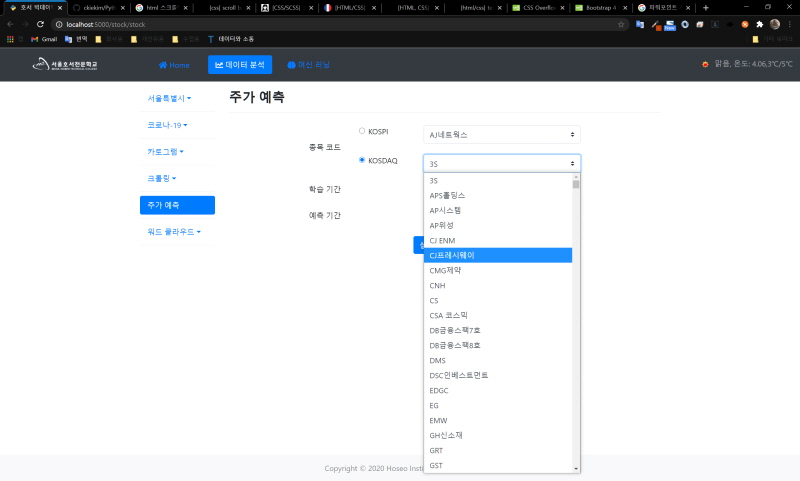 호서 빅데이
ckiekim/Pyt
html 스크롤
[css] scroll b
[CSS/SCSS]
[HTML/CSS]
[HTML, CSS]
[html/css] t
CSS Overflo
Bootstrap 4
파워포인트
localhost:5000/stock/stock
Gmail
번역
데이터와 소통
서울호서전문학교
Home
데이터 분석
머신 러닝
맑음, 온도: 4.06,3℃/5℃
서울특별시
코로나-19
카토그램
크롤링
주가 예측
워드 클라우드
주가 예측
종목 코드
KOSPI
AJ네트웍스
KOSDAQ
3S
학습 기간
예측 기간
3S
APS홀딩스
AP시스템
AP위성
CJ ENM
CJ프레시웨이
CMG제약
CNH
CS
CSA 코스믹
DB금융스팩7호
DB금융스팩8호
DMS
DSC인베스트먼트
EDGC
EG
EMW
GH신소재
GRT
GST
Copyright © 2020 Hoseo Insti